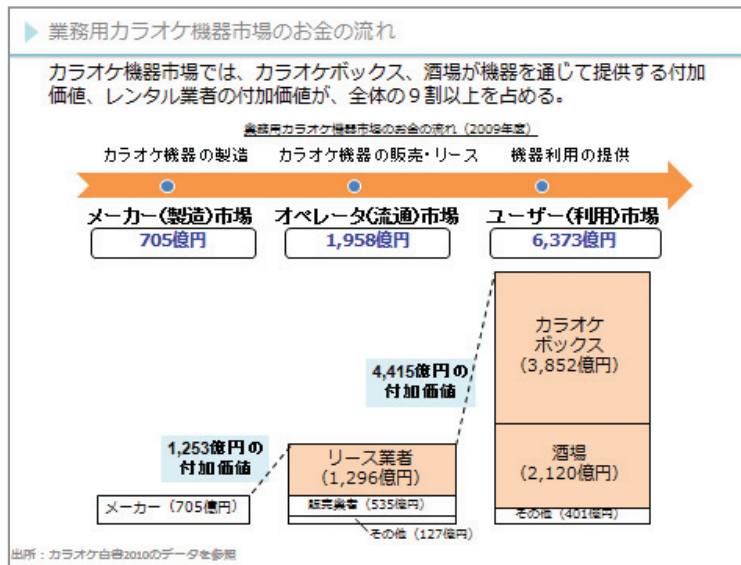 業務用カラオケ機器市場のお金の流れ
カラオケ機器市場では、カラオケボックス、酒場が機器を通じて提供する付加
価値、レンタル業者の付加価値が、全体の９割以上を占める。
業務用カラオケ機器市場のお金の流れ（2009年度）
カラオケ機器の製造
カラオケ機器の販売・リース
機器利用の提供
メーカー(製造)市場
オペレータ(流通)市場
ユーザー(利用)市場
705億円
1,958億円
6,373億円
カラオケ
ボックス
（3,852億円）
4,415億円の
付加価値
1,253億円の
付加価値
リース業者
（1,296億円）
酒場
（2,120億円）
メーカー（705億円）
販売業者（535億円）
その他（127億円）
その他（401億円）
出所：カラオケ白書2010のデータを参照